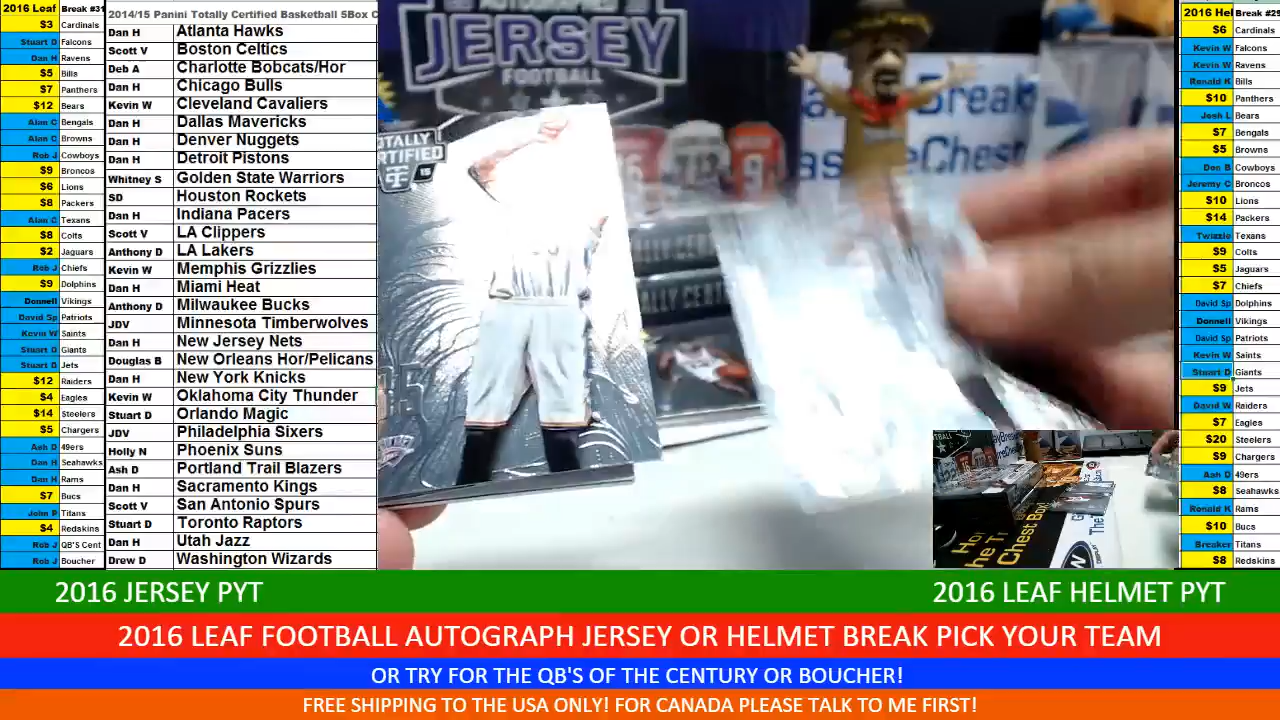 2016 Leaf Break #31
$3 Cardinals
Stuart D Falcons
Dan H Ravens
$5 Bills
$7 Panthers
$12 Bears
Alan C Bengals
Alan C Browns
Rob J Cowboys
$9 Broncos
$6 Lions
$8 Packers
Alan C Texans
$8 Colts
$2 Jaguars
Rob J Chiefs
$9 Dolphins
Donnell Vikings
David Sp Patriots
Kevin W Saints
Stuart D Giants
Stuart D Jets
$12 Raiders
$4 Eagles
$14 Steelers
$5 Chargers
Ash D 49ers
Dan H Seahawks
Dan H Rams
$7 Bucs
John P Titans
$4 Redskins
Rob J QB'S Cent
Rob J Boucher
2014/15 Panini Totally Certified Basketball 5Box C
Dan H Atlanta Hawks
Scott V Boston Celtics
Deb A Charlotte Bobcats/Hor
Dan H Chicago Bulls
Kevin W Cleveland Cavaliers
Dan H Dallas Mavericks
Dan H Denver Nuggets
Dan H Detroit Pistons
Whitney S Golden State Warriors
SD Houston Rockets
Dan H Indiana Pacers
Scott V LA Clippers
Anthony D LA Lakers
Kevin W Memphis Grizzlies
Dan H Miami Heat
Anthony D Milwaukee Bucks
JDV Minnesota Timberwolves
Dan H New Jersey Nets
Douglas B New Orleans Hor/Pelicans
Dan H New York Knicks
Kevin W Oklahoma City Thunder
Stuart D Orlando Magic
JDV Philadelphia Sixers
Holly N Phoenix Suns
Ash D Portland Trail Blazers
Dan H Sacramento Kings
Scott V San Antonio Spurs
Stuart D Toronto Raptors
Dan H Utah Jazz
Drew D Washington Wizards
AUTOGRAPHED
JERSEY
FOOTBALL
TOTALLY
CERTIFIED
15
Break
eChest
2016 Hel Break #29
$6 Cardinals
Kevin W Falcons
Kevin W Ravens
Ronald K Bills
$10 Panthers
Josh L Bears
$7 Bengals
$5 Browns
Don B Cowboys
Jeremy C Broncos
$10 Lions
$14 Packers
Twizzle Texans
$9 Colts
$5 Jaguars
$7 Chiefs
David Sp Dolphins
Donnell Vikings
David Sp Patriots
Kevin W Saints
Stuart D Giants
$9 Jets
David W Raiders
$7 Eagles
$20 Steelers
$9 Chargers
Ash D 49ers
$8 Seahawks
Ronald K Rams
$10 Bucs
Breaker Titans
$8 Redskins
2016 JERSEY PYT
2016 LEAF HELMET PYT
2016 LEAF FOOTBALL AUTOGRAPH JERSEY OR HELMET BREAK PICK YOUR TEAM
OR TRY FOR THE QB'S OF THE CENTURY OR BOUCHER!
FREE SHIPPING TO THE USA ONLY! FOR CANADA PLEASE TALK TO ME FIRST!